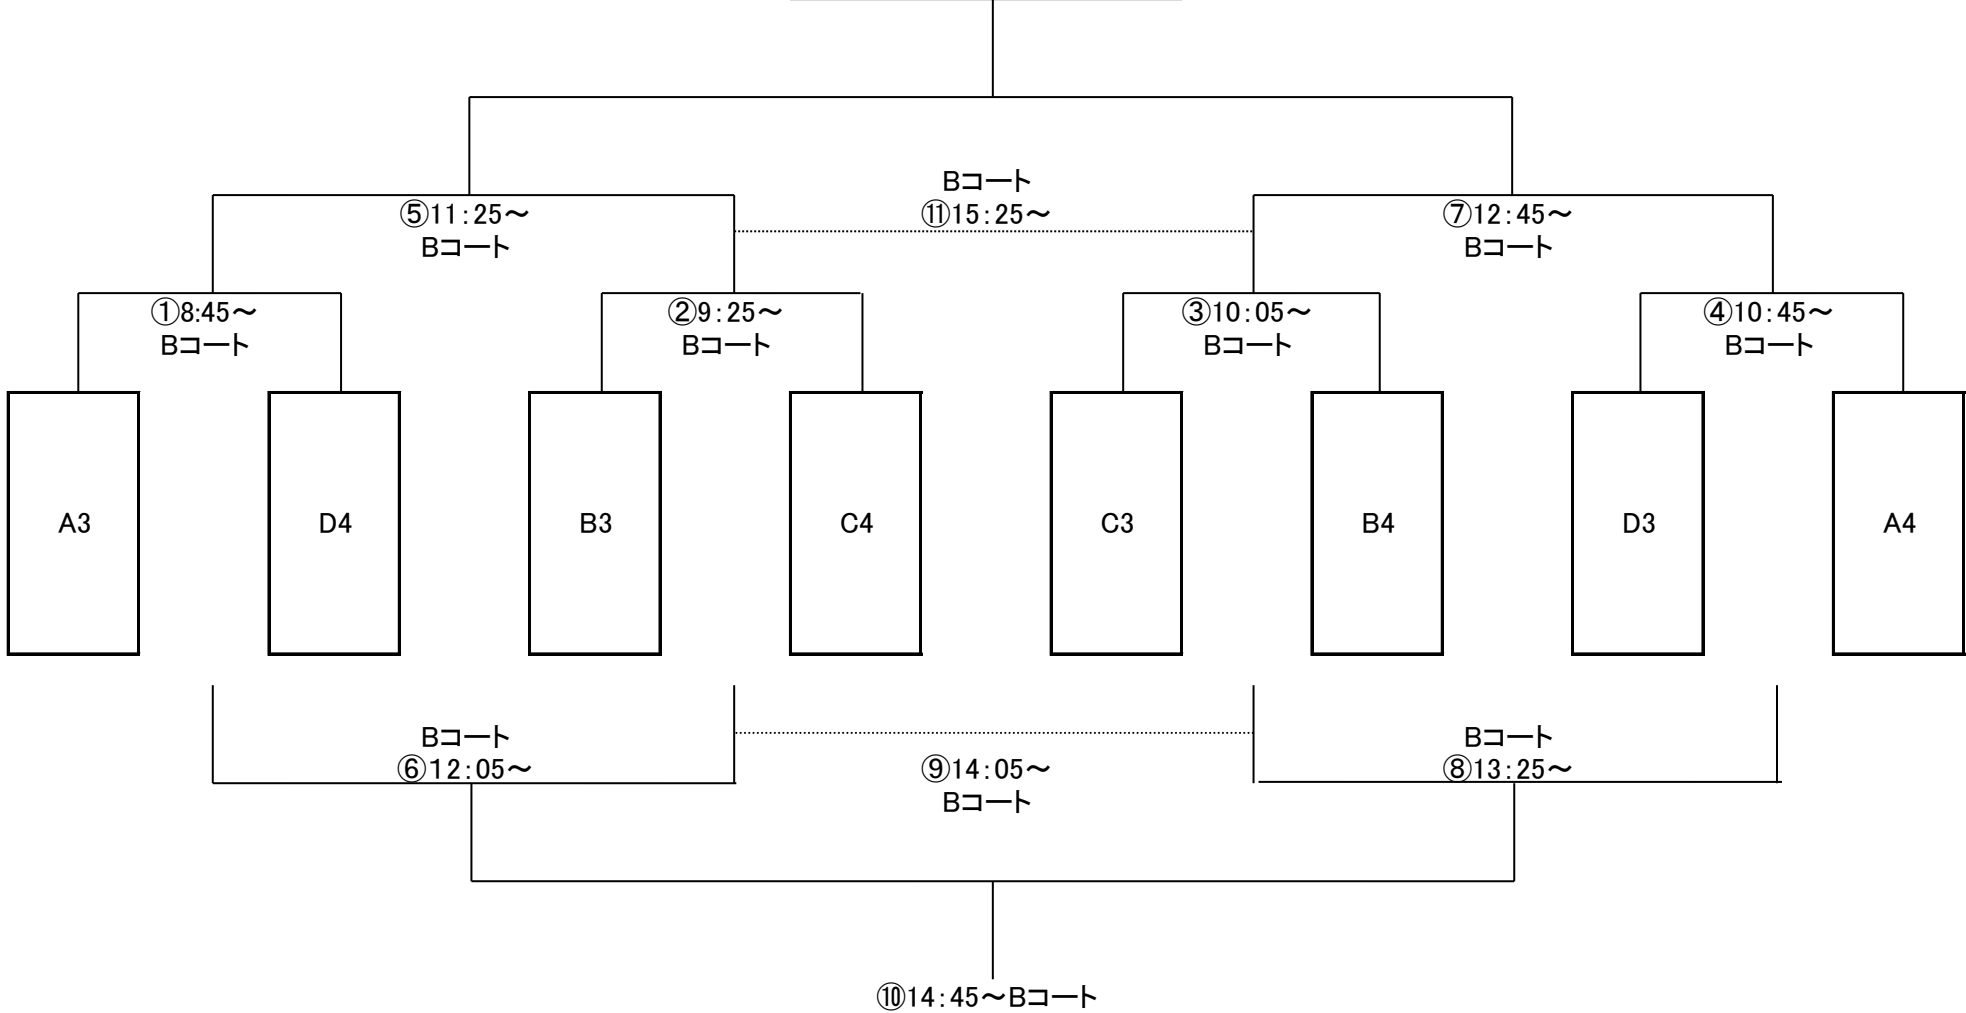 Bコート
⑪15:25～
⑤11:25～
Bコート
⑦12:45～
Bコート
①8:45～
Bコート
②9:25～
Bコート
③10:05～
Bコート
④10:45～
Bコート
A3
D4
B3
C4
C3
B4
D3
A4
Bコート
⑥12:05～
⑨14:05～
Bコート
Bコート
⑧13:25～
⑩14:45～Bコート